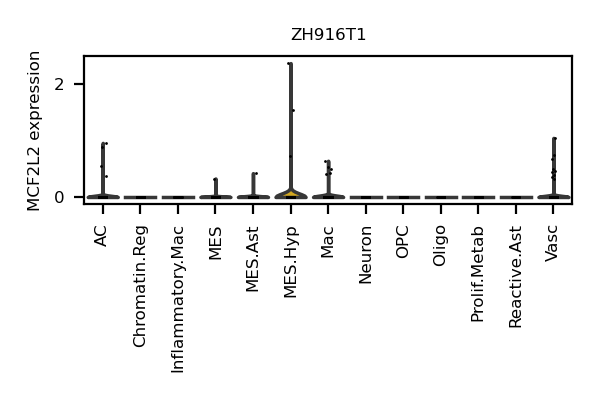 ZH916T1
MCF2L2 expression
2
0
AC
Chromatin.Reg
Inflammatory.Mac
MES
MES.Ast
MES.Hyp
Mac
Neuron
OPC
Oligo
Prolif.Metab
Reactive.Ast
Vasc